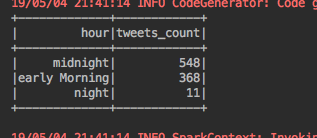 19/05/04 21:41:14 INFO CodeGenerator: Code g
+-------------+------------+
|         hour|tweets_count|
+-------------+------------+
|     midnight|         548|
|early Morning|         368|
|        night|          11|
+-------------+------------+
19/05/04 21:41:14 INFO SparkContext: Invokin